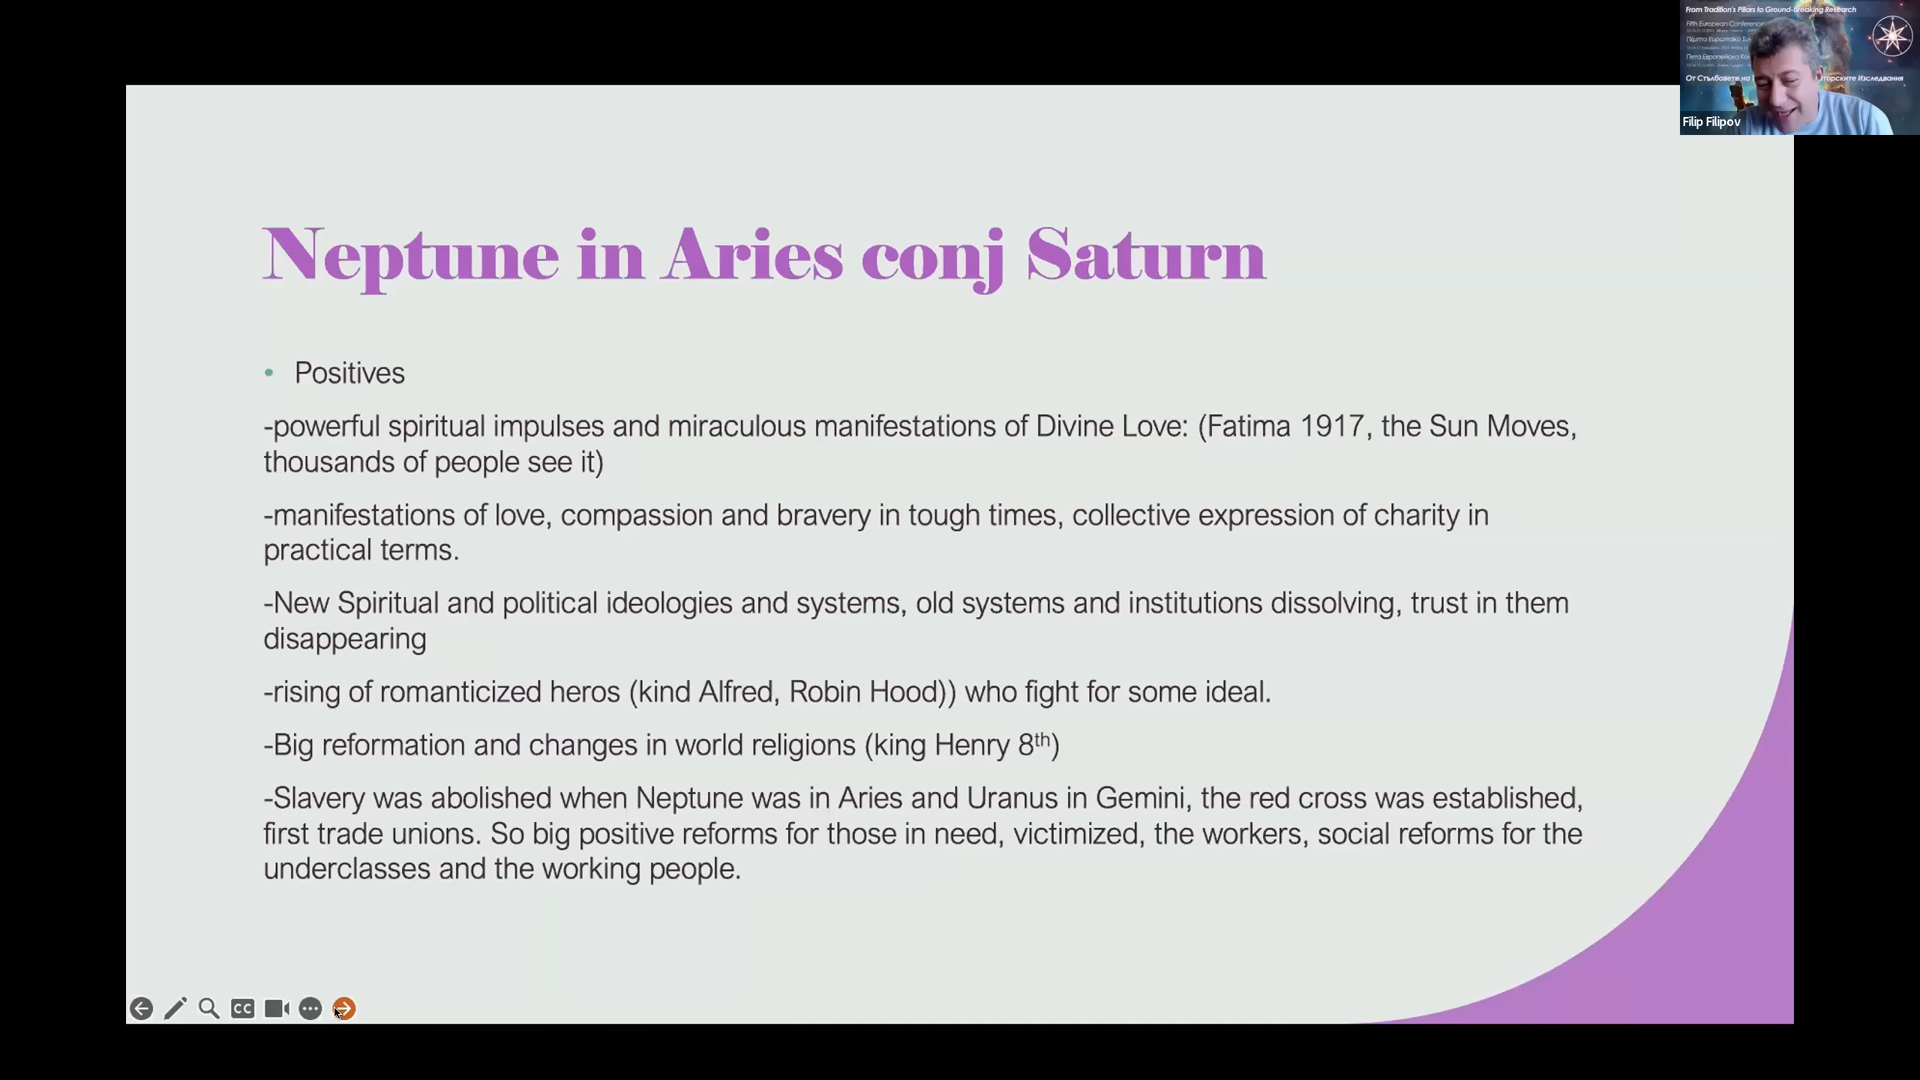 From Tradition's Pillars to Ground-breaking Research
Fifth European Conference
От Стълбовете на
Filip Filipov
Neptune in Aries conj Saturn
• Positives
-powerful spiritual impulses and miraculous manifestations of Divine Love: (Fatima 1917, the Sun Moves,
thousands of people see it)
-manifestations of love, compassion and bravery in tough times, collective expression of charity in
practical terms.
-New Spiritual and political ideologies and systems, old systems and institutions dissolving, trust in them
disappearing
-rising of romanticized heros (kind Alfred, Robin Hood)) who fight for some ideal.
-Big reformation and changes in world religions (king Henry 8th)
-Slavery was abolished when Neptune was in Aries and Uranus in Gemini, the red cross was established,
first trade unions. So big positive reforms for those in need, victimized, the workers, social reforms for the
underclasses and the working people.
CC